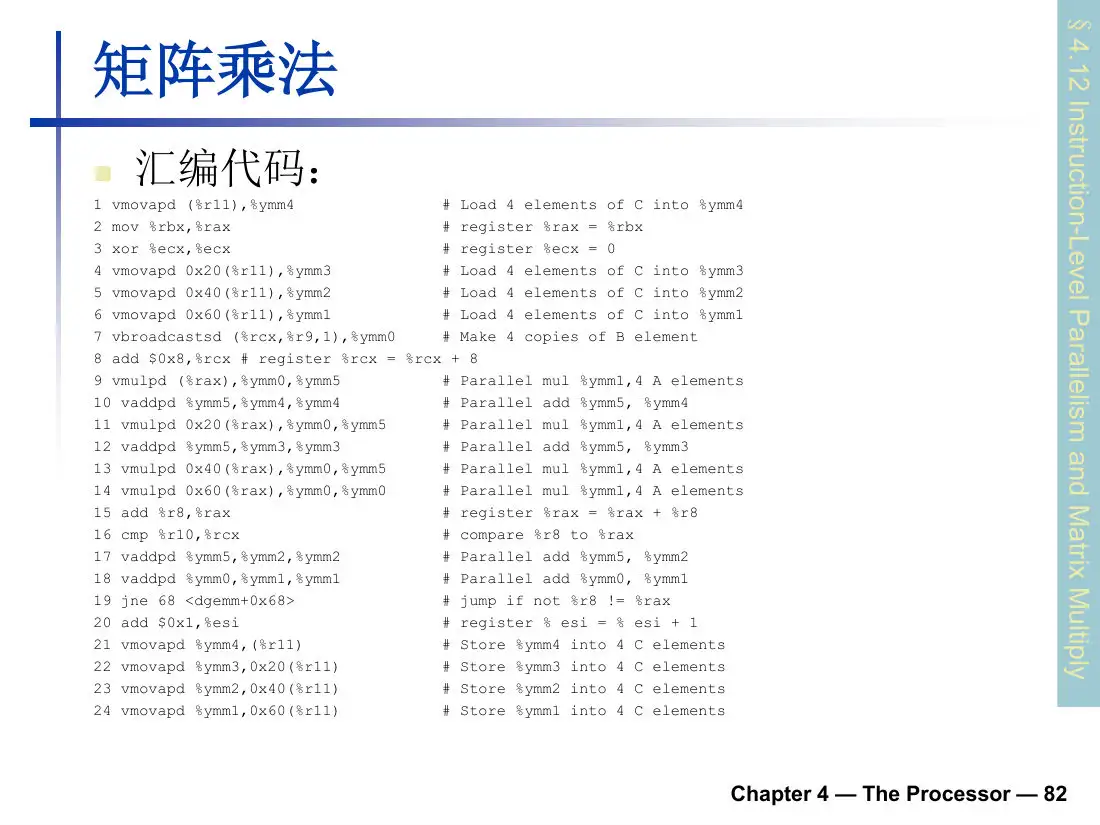 矩阵乘法
汇编代码：
1 vmovapd (%r11),%ymm4 # Load 4 elements of C into %ymm4
2 mov %rbx,%rax # register %rax = %rbx
3 xor %ecx,%ecx # register %ecx = 0
4 vmovapd 0x20(%r11),%ymm3 # Load 4 elements of C into %ymm3
5 vmovapd 0x40(%r11),%ymm2 # Load 4 elements of C into %ymm2
6 vmovapd 0x60(%r11),%ymm1 # Load 4 elements of C into %ymm1
7 vbroadcastsd (%rcx,%r9,1),%ymm0 # Make 4 copies of B element
8 add $0x8,%rcx # register %rcx = %rcx + 8
9 vmulpd (%rax),%ymm0,%ymm5 # Parallel mul %ymm1,4 A elements
10 vaddpd %ymm5,%ymm4,%ymm4 # Parallel add %ymm5, %ymm4
11 vmulpd 0x20(%rax),%ymm0,%ymm5 # Parallel mul %ymm1,4 A elements
12 vaddpd %ymm5,%ymm3,%ymm3 # Parallel add %ymm5, %ymm3
13 vmulpd 0x40(%rax),%ymm0,%ymm5 # Parallel mul %ymm1,4 A elements
14 vmulpd 0x60(%rax),%ymm0,%ymm0 # Parallel mul %ymm1,4 A elements
15 add %r8,%rax # register %rax = %rax + %r8
16 cmp %r10,%rcx # compare %r8 to %rax
17 vaddpd %ymm5,%ymm2,%ymm2 # Parallel add %ymm5, %ymm2
18 vaddpd %ymm0,%ymm1,%ymm1 # Parallel add %ymm0, %ymm1
19 jne 68 <dgemm+0x68> # jump if not %r8 != %rax
20 add $0x1,%esi # register % esi = % esi + 1
21 vmovapd %ymm4,(%r11) # Store %ymm4 into 4 C elements
22 vmovapd %ymm3,0x20(%r11) # Store %ymm3 into 4 C elements
23 vmovapd %ymm2,0x40(%r11) # Store %ymm2 into 4 C elements
24 vmovapd %ymm1,0x60(%r11) # Store %ymm1 into 4 C elements
§ 4.12 Instruction-Level Parallelism and Matrix Multiply
Chapter 4 — The Processor — 82